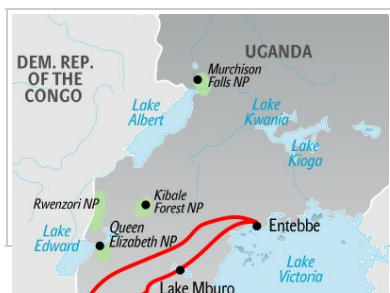 UGANDA
DEM. REP.
OF THE
CONGO
Murchison
Falls NP
Lake
Albert
Lake
Kwania
Lake
Kioga
Rwenzori NP
Kibale
Forest NP
Lake
Edward
Queen
Elizabeth NP
Entebbe
Lake
Victoria
Lake Mburo